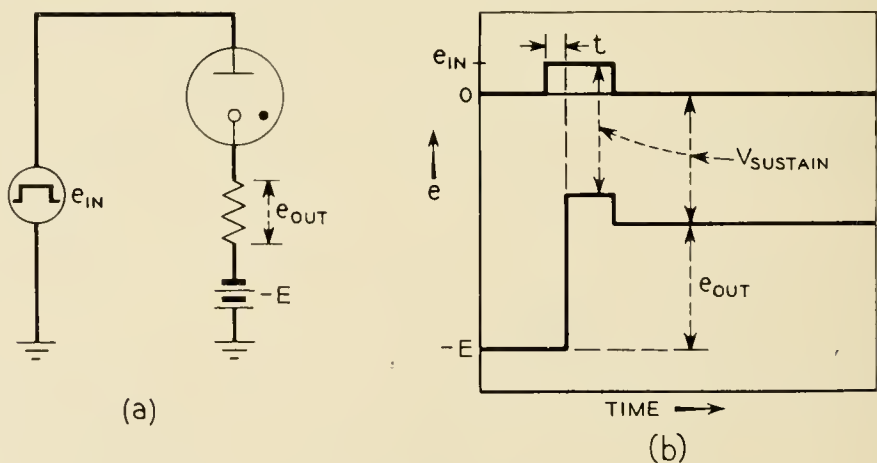 e_IN
e_OUT
-E
(a)
e_IN
0
e
-E
t
V_SUSTAIN
e_OUT
TIME
(b)